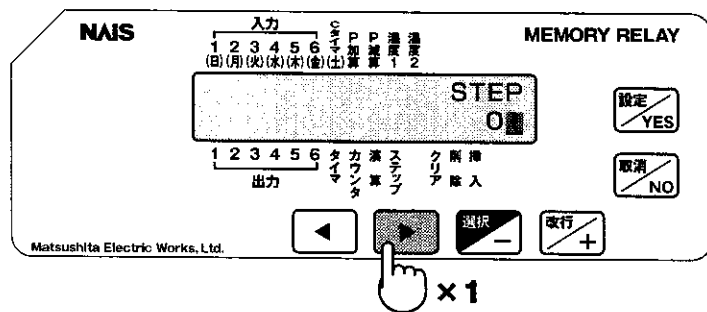 NAIS
MEMORY RELAY
入力
1 2 3 4 5 6
(日)(月)(火)(水)(木)(金)(土)
Cタイマ
P加算
P減算
温度1
温度2
STEP
0
設定/YES
取消/NO
1 2 3 4 5 6
出力
タイマ
カウンタ
演算
ステップ
クリア
削除
挿入
◀
▶
選択/−
改行/+
Matsushita Electric Works, Ltd.
×1